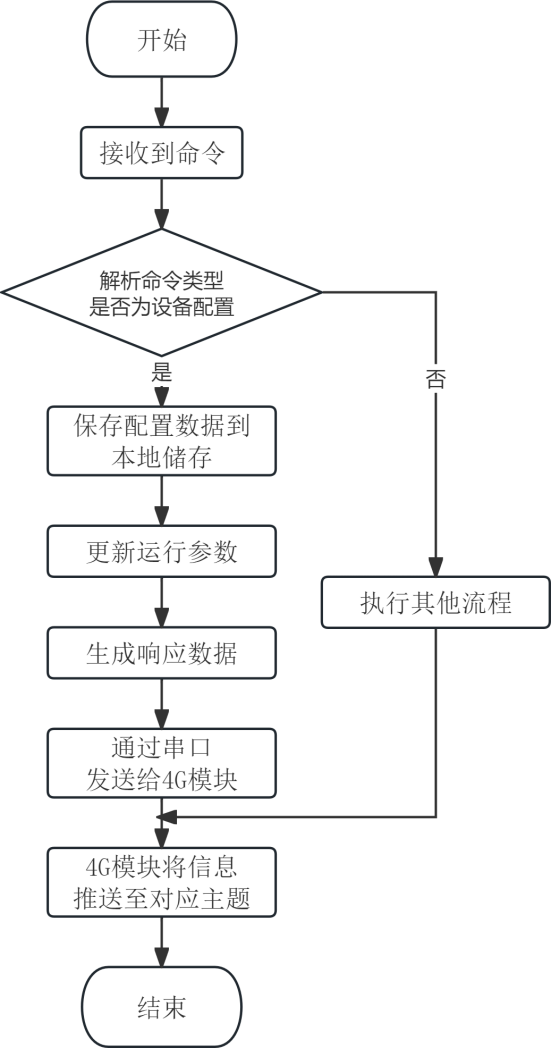 开始
接收到命令
解析命令类型
是否为设备配置
是
否
保存配置数据到
本地储存
更新运行参数
执行其他流程
生成响应数据
通过串口
发送给4G模块
4G模块将信息
推送至对应主题
结束